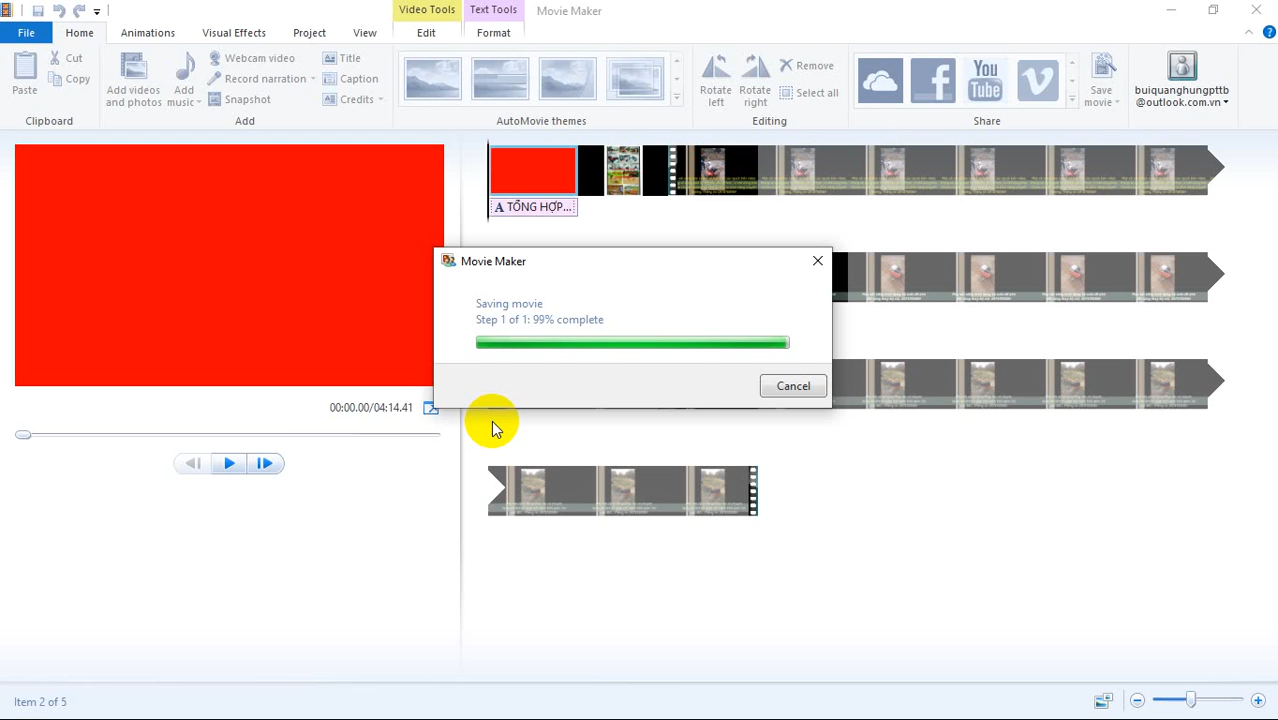 Video Tools
Text Tools
Movie Maker
File
Home
Animations
Visual Effects
Project
View
Edit
Format
Paste
Cut
Copy
Clipboard
Add videos
and photos
Add
music
Webcam video
Record narration
Snapshot
Title
Caption
Credits
Add
AutoMovie themes
Rotate
left
Rotate
right
Remove
Select all
Editing
You
Tube
Share
Save
movie
buiquanghungpttb
@outlook.com.vn
A TỔNG HỢP...
Movie Maker
Saving movie
Step 1 of 1: 99% complete
Cancel
00:00.00/04:14.41
Item 2 of 5